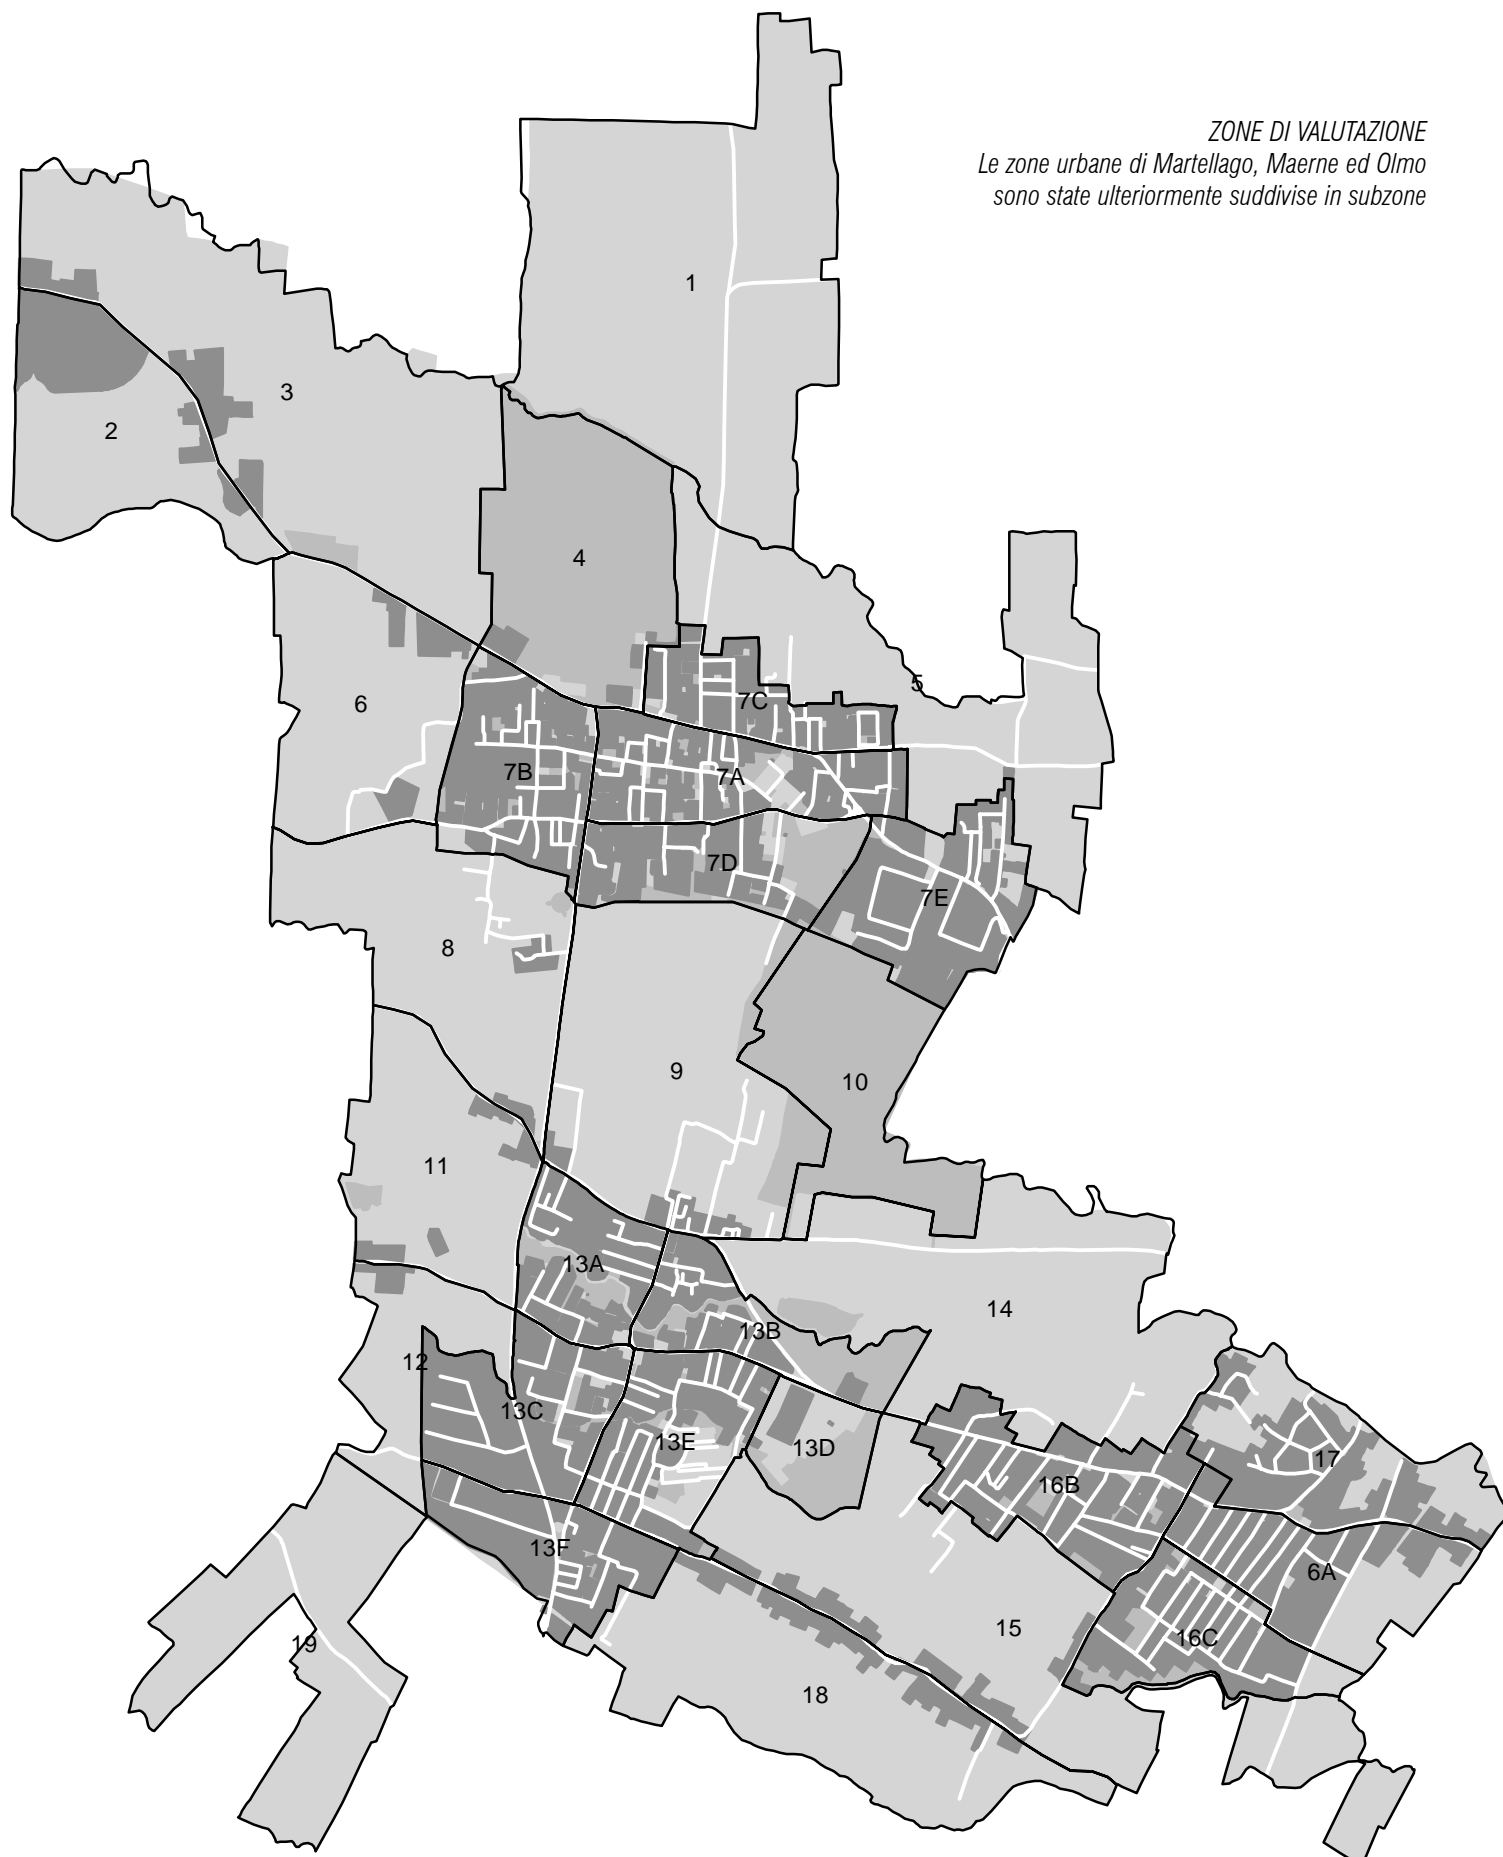 ZONE DI VALUTAZIONE
Le zone urbane di Martellago, Maerne ed Olmo
sono state ulteriormente suddivise in subzone
1
3
2
4
5
6
7C
7B
7A
7D
7E
8
9
10
11
13A
14
13B
12
13C
13E
13D
17
16B
13F
6A
15
16C
19
18